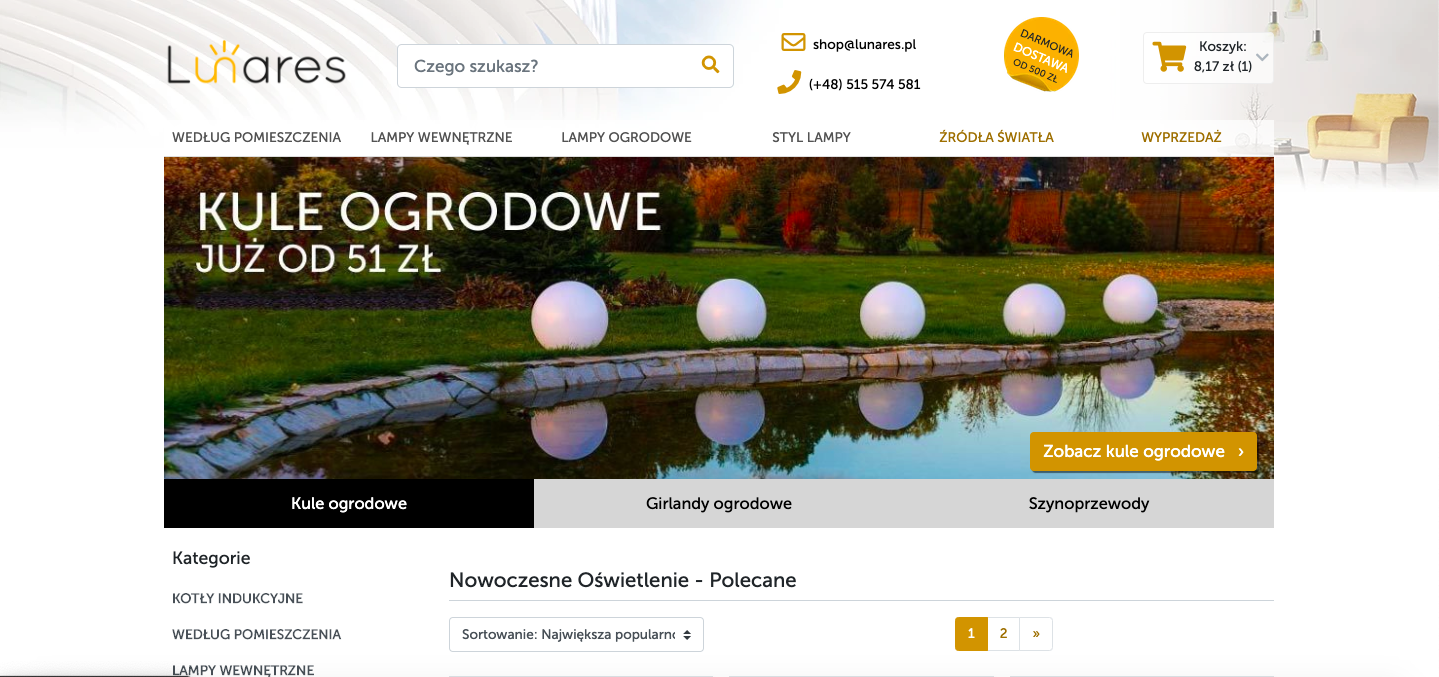 Lunares
Czego szukasz?
shop@lunares.pl
(+48) 515 574 581
DARMOWA
DOSTAWA
OD 500 ZŁ
Koszyk:
8,17 zł (1)
WEDŁUG POMIESZCZENIA
LAMPY WEWNĘTRZNE
LAMPY OGRODOWE
STYL LAMPY
ŹRÓDŁA ŚWIATŁA
WYPRZEDAŻ
KULE OGRODOWE
JUŻ OD 51 ZŁ
Zobacz kule ogrodowe ›
Kule ogrodowe
Girlandy ogrodowe
Szynoprzewody
Kategorie
KOTŁY INDUKCYJNE
WEDŁUG POMIESZCZENIA
LAMPY WEWNĘTRZNE
Nowoczesne Oświetlenie - Polecane
Sortowanie: Największa popularno
1 2 »